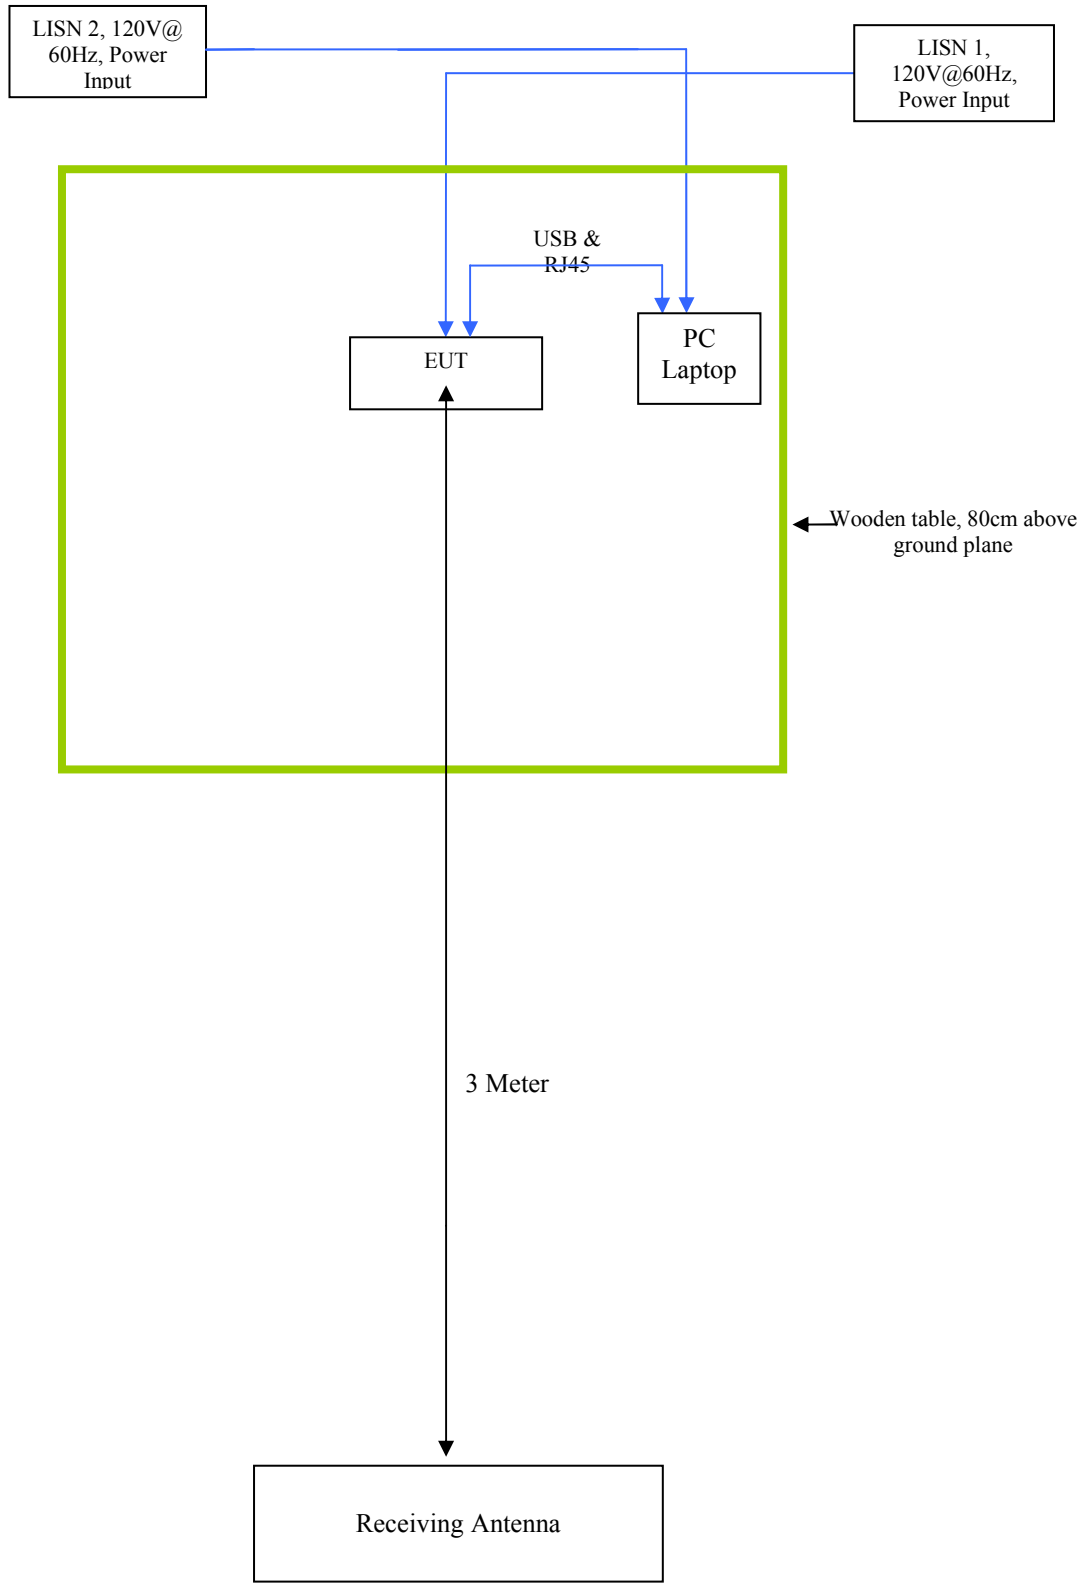 LISN 2, 120V@
60Hz, Power
Input
LISN 1,
120V@60Hz,
Power Input
USB &
RJ45
EUT
PC
Laptop
Wooden table, 80cm above
ground plane
3 Meter
Receiving Antenna